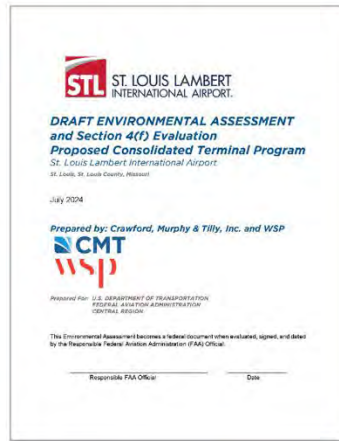 STL ST. LOUIS LAMBERT
INTERNATIONAL AIRPORT.
DRAFT ENVIRONMENTAL ASSESSMENT
and Section 4(f) Evaluation
Proposed Consolidated Terminal Program
St. Louis Lambert International Airport
St. Louis, St. Louis County, Missouri
July 2024
Prepared by: Crawford, Murphy & Tilly, Inc. and WSP
CMT
wsp
Prepared For: U.S. DEPARTMENT OF TRANSPORTATION
FEDERAL AVIATION ADMINISTRATION
CENTRAL REGION
This Environmental Assessment becomes a federal document when evaluated, signed, and dated
by the Responsible Federal Aviation Administration (FAA) Official.
Responsible FAA Official Date